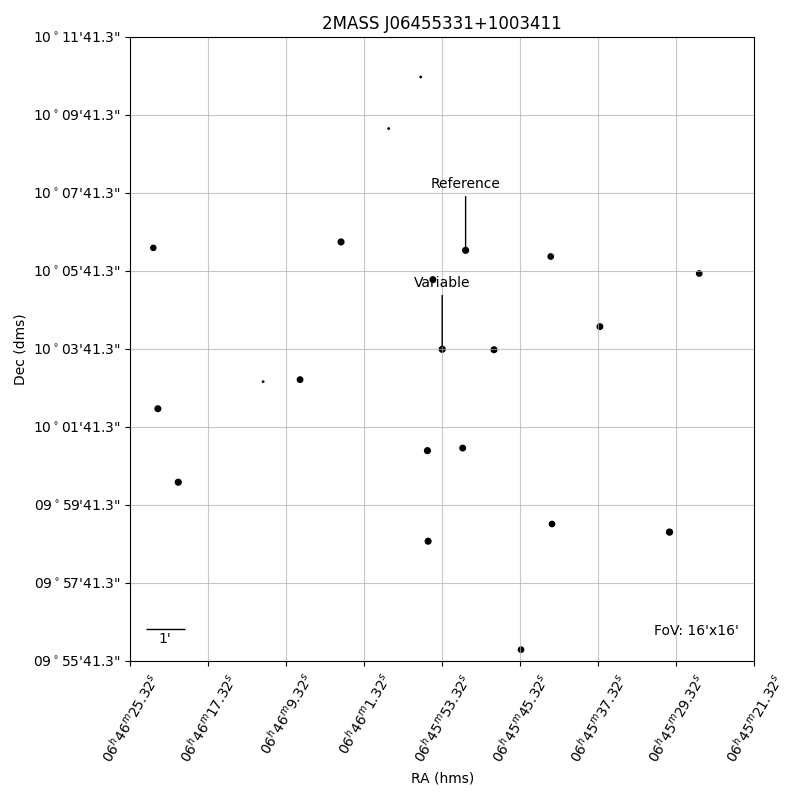 2MASS J06455331+1003411
10°11'41.3"
10°09'41.3"
10°07'41.3"
10°05'41.3"
10°03'41.3"
10°01'41.3"
09°59'41.3"
09°57'41.3"
09°55'41.3"
Dec (dms)
Reference
Variable
1'
FoV: 16'x16'
06h46m25.32s
06h46m17.32s
06h46m9.32s
06h46m1.32s
06h45m53.32s
06h45m45.32s
06h45m37.32s
06h45m29.32s
06h45m21.32s
RA (hms)